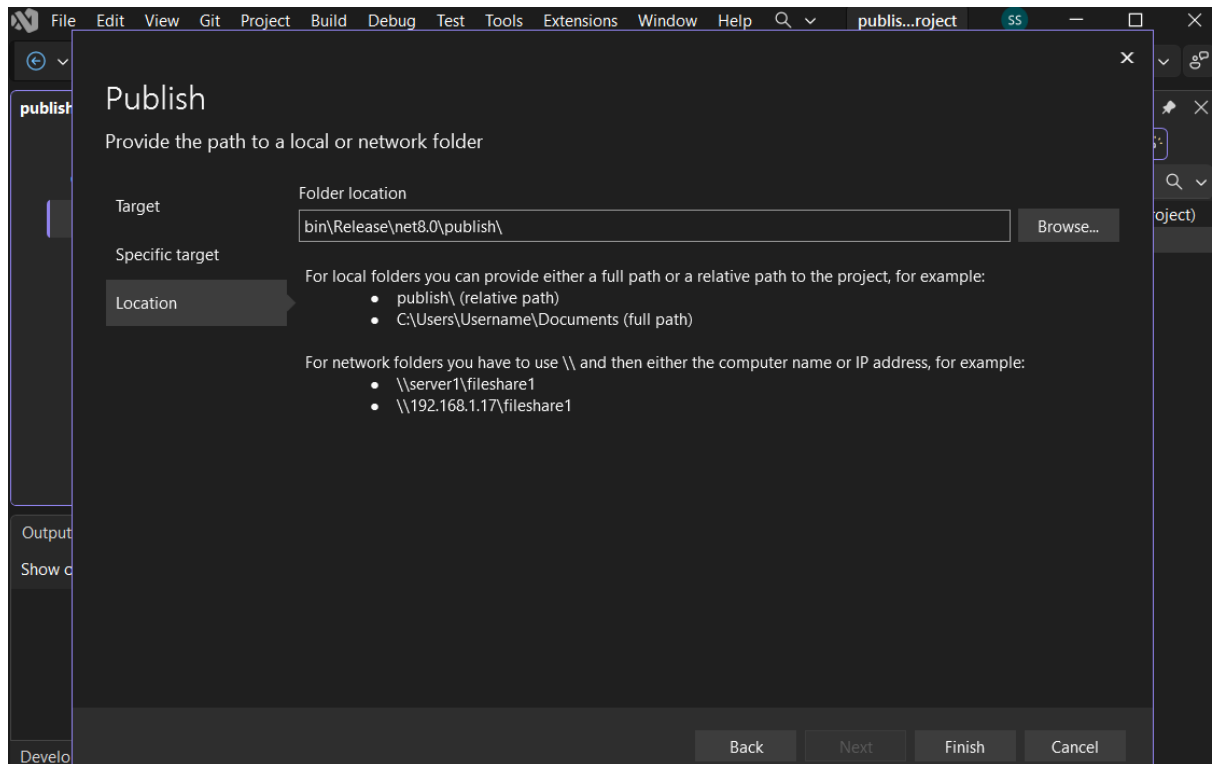 File Edit View Git Project Build Debug Test Tools Extensions Window Help publis...roject SS
publish
Publish
Provide the path to a local or network folder
Target
Specific target
Location
Folder location
bin\Release\net8.0\publish\
Browse...
For local folders you can provide either a full path or a relative path to the project, for example:
● publish\ (relative path)
● C:\Users\Username\Documents (full path)
For network folders you have to use \\ and then either the computer name or IP address, for example:
● \\server1\fileshare1
● \\192.168.1.17\fileshare1
oject)
Output
Show o
Develo
Back Next Finish Cancel